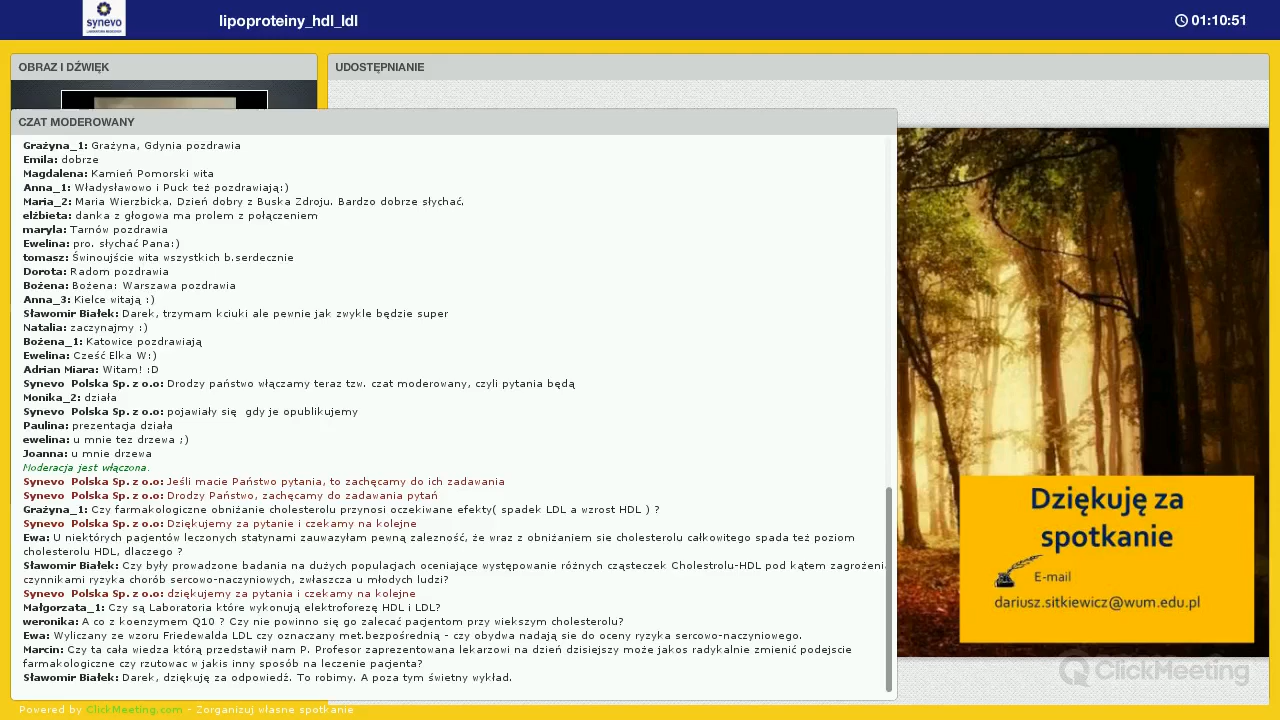 synevo
lipoproteiny_hdl_ldl
01:10:51
OBRAZ I DŹWIĘK
UDOSTĘPNIANIE
CZAT MODEROWANY
Grażyna_1: Grażyna, Gdynia pozdrawia
Emila: dobrze
Magdalena: Kamień Pomorski wita
Anna_1: Władysławowo i Puck też pozdrawiają:)
Maria_2: Maria Wierzbicka. Dzień dobry z Buska Zdroju. Bardzo dobrze słychać.
elżbieta: danka z głogowa ma prolem z połączeniem
maryla: Tarnów pozdrawia
Ewelina: pro. słychać Pana:)
tomasz: Świnoujście wita wszystkich b.serdecznie
Dorota: Radom pozdrawia
Bożena: Bożena: Warszawa pozdrawia
Anna_3: Kielce witają :)
Sławomir Białek: Darek, trzymam kciuki ale pewnie jak zwykle będzie super
Natalia: zaczynajmy :)
Bożena_1: Katowice pozdrawiają
Ewelina: Cześć Elka W:)
Adrian Miara: Witam! :D
Synevo Polska Sp. z o.o: Drodzy państwo włączamy teraz tzw. czat moderowany, czyli pytania będą
Monika_2: działa
Synevo Polska Sp. z o.o: pojawiały się gdy je opublikujemy
Paulina: prezentacja działa
ewelina: u mnie tez drzewa ;)
Joanna: u mnie drzewa
Moderacja jest włączona.
Synevo Polska Sp. z o.o: Jeśli macie Państwo pytania, to zachęcamy do ich zadawania
Synevo Polska Sp. z o.o: Drodzy Państwo, zachęcamy do zadawania pytań
Grażyna_1: Czy farmakologiczne obniżanie cholesterolu przynosi oczekiwane efekty( spadek LDL a wzrost HDL ) ?
Synevo Polska Sp. z o.o: Dziękujemy za pytanie i czekamy na kolejne
Ewa: U niektórych pacjentów leczonych statynami zauwazyłam pewną zalezność, że wraz z obniżaniem sie cholesterolu całkowitego spada też poziom
cholesterolu HDL, dlaczego ?
Sławomir Białek: Czy były prowadzone badania na dużych populacjach oceniające występowanie różnych cząsteczek Cholestrolu-HDL pod kątem zagrożeni
czynnikami ryzyka chorób sercowo-naczyniowych, zwłaszcza u młodych ludzi?
Synevo Polska Sp. z o.o: dziękujemy za pytania i czekamy na kolejne
Małgorzata_1: Czy są Laboratoria które wykonują elektroforezę HDL i LDL?
weronika: A co z koenzymem Q10 ? Czy nie powinno się go zalecać pacjentom przy wiekszym cholesterolu?
Ewa: Wyliczany ze wzoru Friedewalda LDL czy oznaczany met.bezpośrednią - czy obydwa nadają sie do oceny ryzyka sercowo-naczyniowego.
Marcin: Czy ta cała wiedza którą przedstawił nam P. Profesor zaprezentowana lekarzowi na dzień dzisiejszy może jakos radykalnie zmienić podejscie
farmakologiczne czy rzutowac w jakis inny sposób na leczenie pacjenta?
Sławomir Białek: Darek, dziękuję za odpowiedź. To robimy. A poza tym świetny wykład.
Dziękuję za
spotkanie
E-mail
dariusz.sitkiewicz@wum.edu.pl
ClickMeeting
Powered by ClickMeeting.com - Zorganizuj własne spotkanie